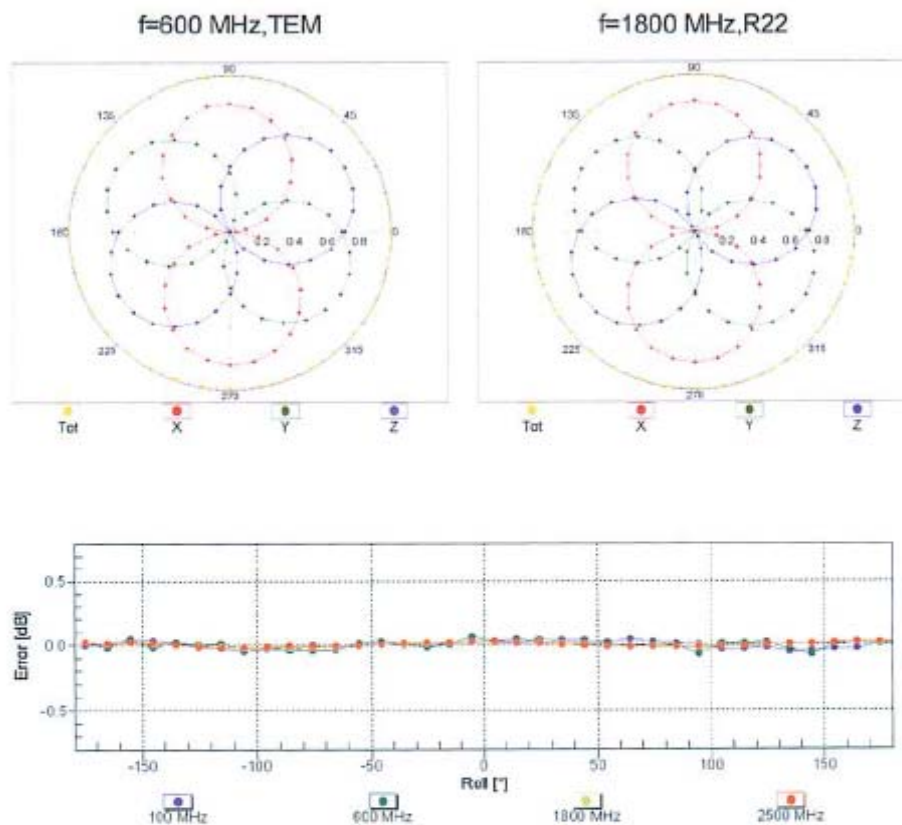 f=600 MHz,TEM
f=1800 MHz,R22
90
135
45
180
0.2 0.4 0.6 0.8
0
225
315
270
Tot X Y Z
90
135
45
180
0.2 0.4 0.6 0.8
0
225
315
270
Tot X Y Z
Error [dB]
0.5
0.0
-0.5
-150 -100 -50 0 50 100 150
Roll [°]
100 MHz 600 MHz 1800 MHz 2500 MHz